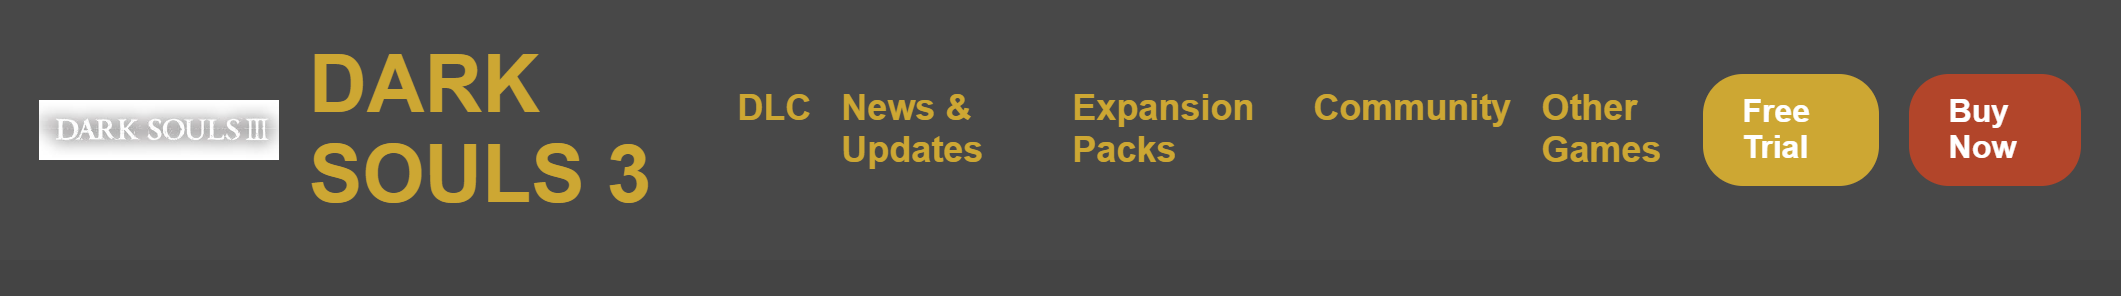 DARK SOULS III
DARK
SOULS 3
DLC
News &
Updates
Expansion
Packs
Community
Other
Games
Free
Trial
Buy
Now